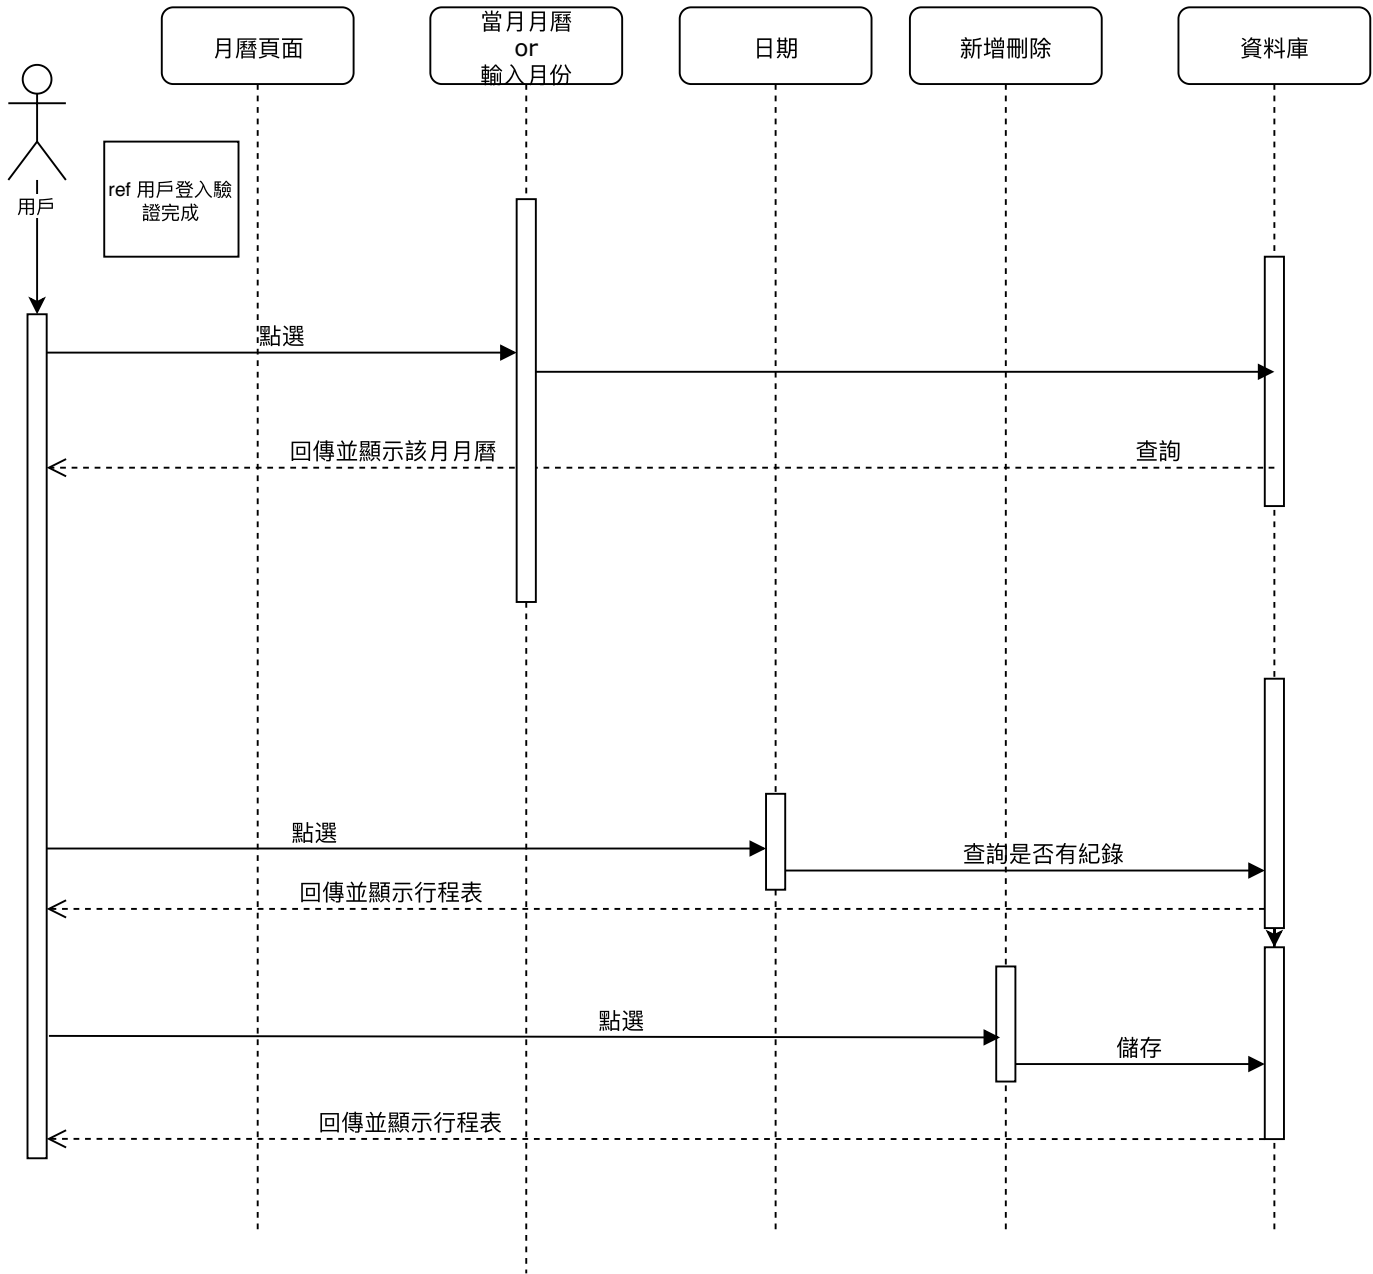 月曆頁面
當月月曆
or
輸入月份
日期
新增刪除
資料庫
用戶
ref 用戶登入驗
證完成
點選
回傳並顯示該月月曆
查詢
點選
查詢是否有紀錄
回傳並顯示行程表
點選
儲存
回傳並顯示行程表